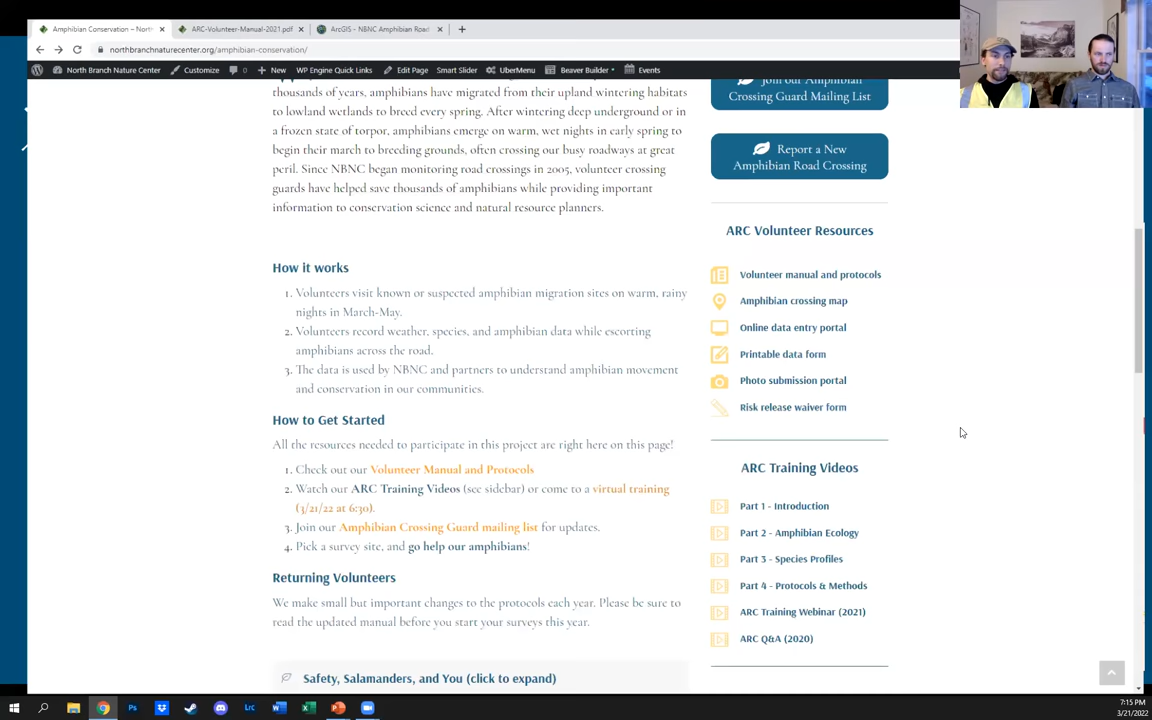 Amphibian Conservation – North
ARC-Volunteer-Manual-2021.pdf
ArcGIS - NBNC Amphibian Road
northbranchnaturecenter.org/amphibian-conservation/
North Branch Nature Center
Customize
0
New
WP Engine Quick Links
Edit Page
Smart Slider
UberMenu
Beaver Builder
Events
thousands of years, amphibians have migrated from their upland wintering habitats
to lowland wetlands to breed every spring. After wintering deep underground or in
a frozen state of torpor, amphibians emerge on warm, wet nights in early spring to
begin their march to breeding grounds, often crossing our busy roadways at great
peril. Since NBNC began monitoring road crossings in 2005, volunteer crossing
guards have helped save thousands of amphibians while providing important
information to conservation science and natural resource planners.
How it works
1. Volunteers visit known or suspected amphibian migration sites on warm, rainy
nights in March-May.
2. Volunteers record weather, species, and amphibian data while escorting
amphibians across the road.
3. The data is used by NBNC and partners to understand amphibian movement
and conservation in our communities.
How to Get Started
All the resources needed to participate in this project are right here on this page!
1. Check out our Volunteer Manual and Protocols
2. Watch our ARC Training Videos (see sidebar) or come to a virtual training
(3/21/22 at 6:30).
3. Join our Amphibian Crossing Guard mailing list for updates.
4. Pick a survey site, and go help our amphibians!
Returning Volunteers
We make small but important changes to the protocols each year. Please be sure to
read the updated manual before you start your surveys this year.
Safety, Salamanders, and You (click to expand)
Join our Amphibian
Crossing Guard Mailing List
Report a New
Amphibian Road Crossing
ARC Volunteer Resources
Volunteer manual and protocols
Amphibian crossing map
Online data entry portal
Printable data form
Photo submission portal
Risk release waiver form
ARC Training Videos
Part 1 - Introduction
Part 2 - Amphibian Ecology
Part 3 - Species Profiles
Part 4 - Protocols & Methods
ARC Training Webinar (2021)
ARC Q&A (2020)
Ps
Lrc
7:15 PM
3/21/2022